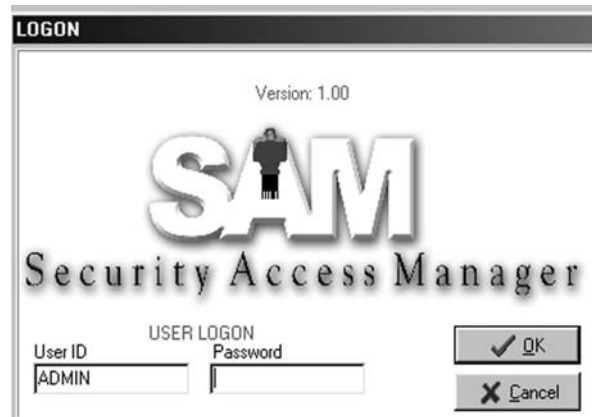 LOGON
Version: 1.00
SAM
Security Access Manager
USER LOGON
User ID
Password
ADMIN
OK
Cancel